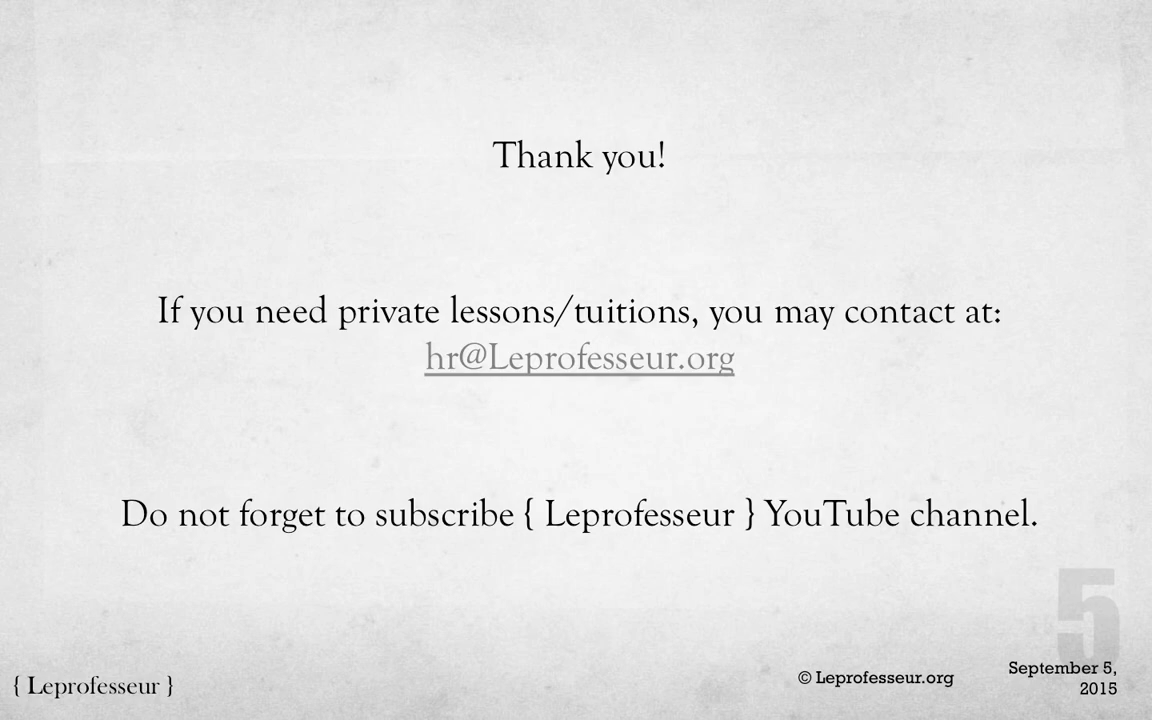 Thank you!
If you need private lessons/tuitions, you may contact at:
hr@Leprofesseur.org
Do not forget to subscribe { Leprofesseur } YouTube channel.
5
{ Leprofesseur }
© Leprofesseur.org
September 5,
2015